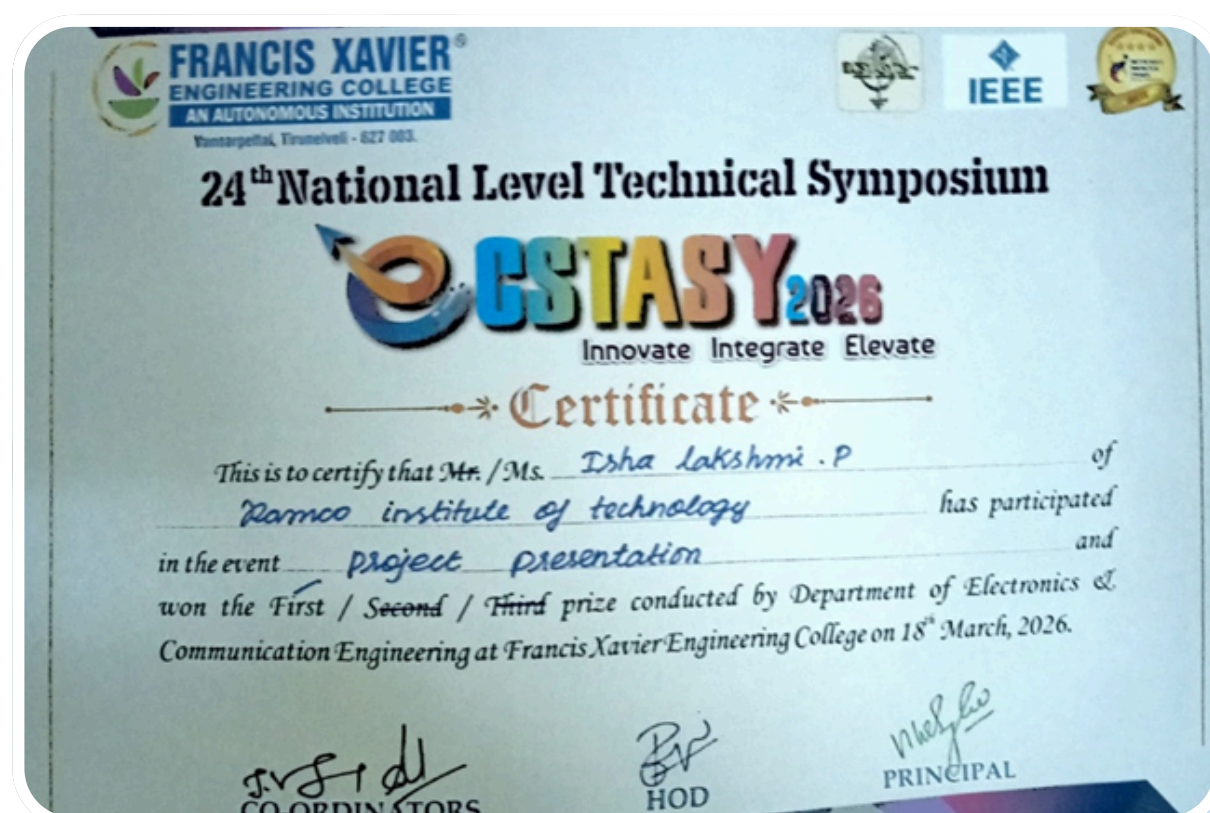 FRANCIS XAVIER®
ENGINEERING COLLEGE
AN AUTONOMOUS INSTITUTION
Vannarpettai, Tirunelveli - 627 003.
IEEE
24th National Level Technical Symposium
eCSTASY 2026
Innovate Integrate Elevate
Certificate
This is to certify that Mr. / Ms. Isha lakshmi . P of
Ramco institute of technology has participated
in the event Project presentation and
won the First / Second / Third prize conducted by Department of Electronics &
Communication Engineering at Francis Xavier Engineering College on 18th March, 2026.
CO-ORDINATORS
HOD
PRINCIPAL